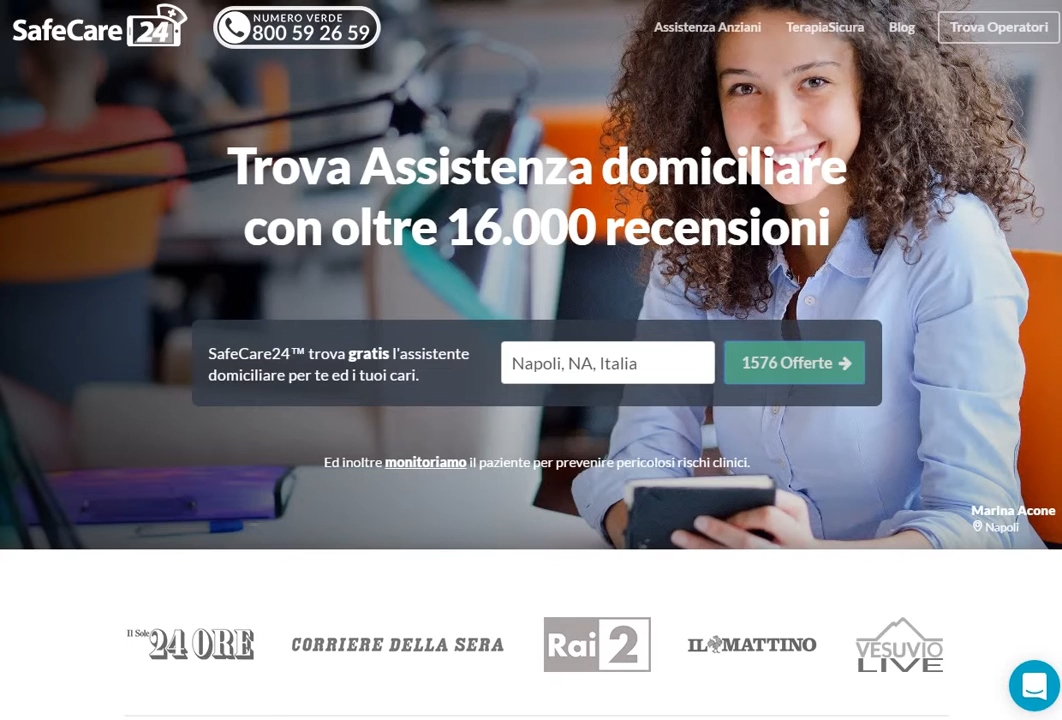 SafeCare 24
NUMERO VERDE
800 59 26 59
Assistenza Anziani
TerapiaSicura
Blog
Trova Operatori
Trova Assistenza domiciliare
con oltre 16.000 recensioni
SafeCare24™ trova gratis l'assistente
domiciliare per te ed i tuoi cari.
Napoli, NA, Italia
1576 Offerte
Ed inoltre monitoriamo il paziente per prevenire pericolosi rischi clinici.
Marina Acone
Napoli
Il Sole 24 ORE
CORRIERE DELLA SERA
Rai 2
IL MATTINO
VESUVIO
LIVE